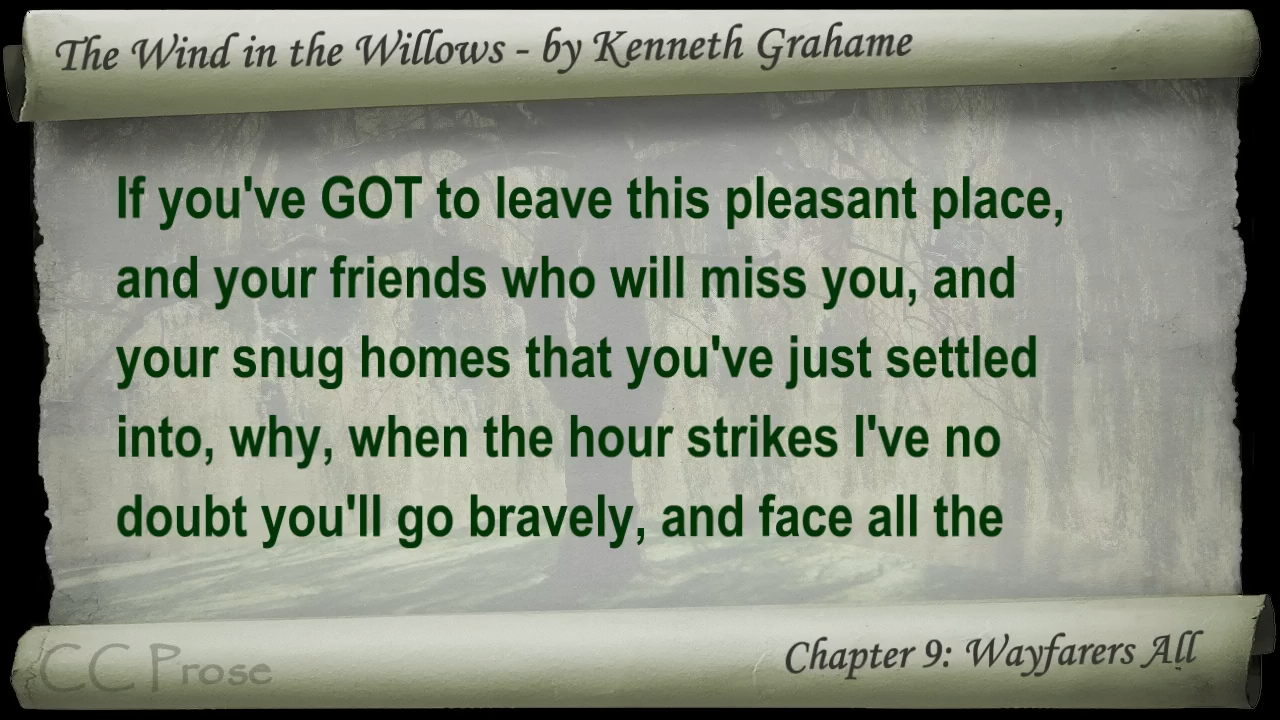 The Wind in the Willows - by Kenneth Grahame
If you've GOT to leave this pleasant place,
and your friends who will miss you, and
your snug homes that you've just settled
into, why, when the hour strikes I've no
doubt you'll go bravely, and face all the
CC Prose
Chapter 9: Wayfarers All